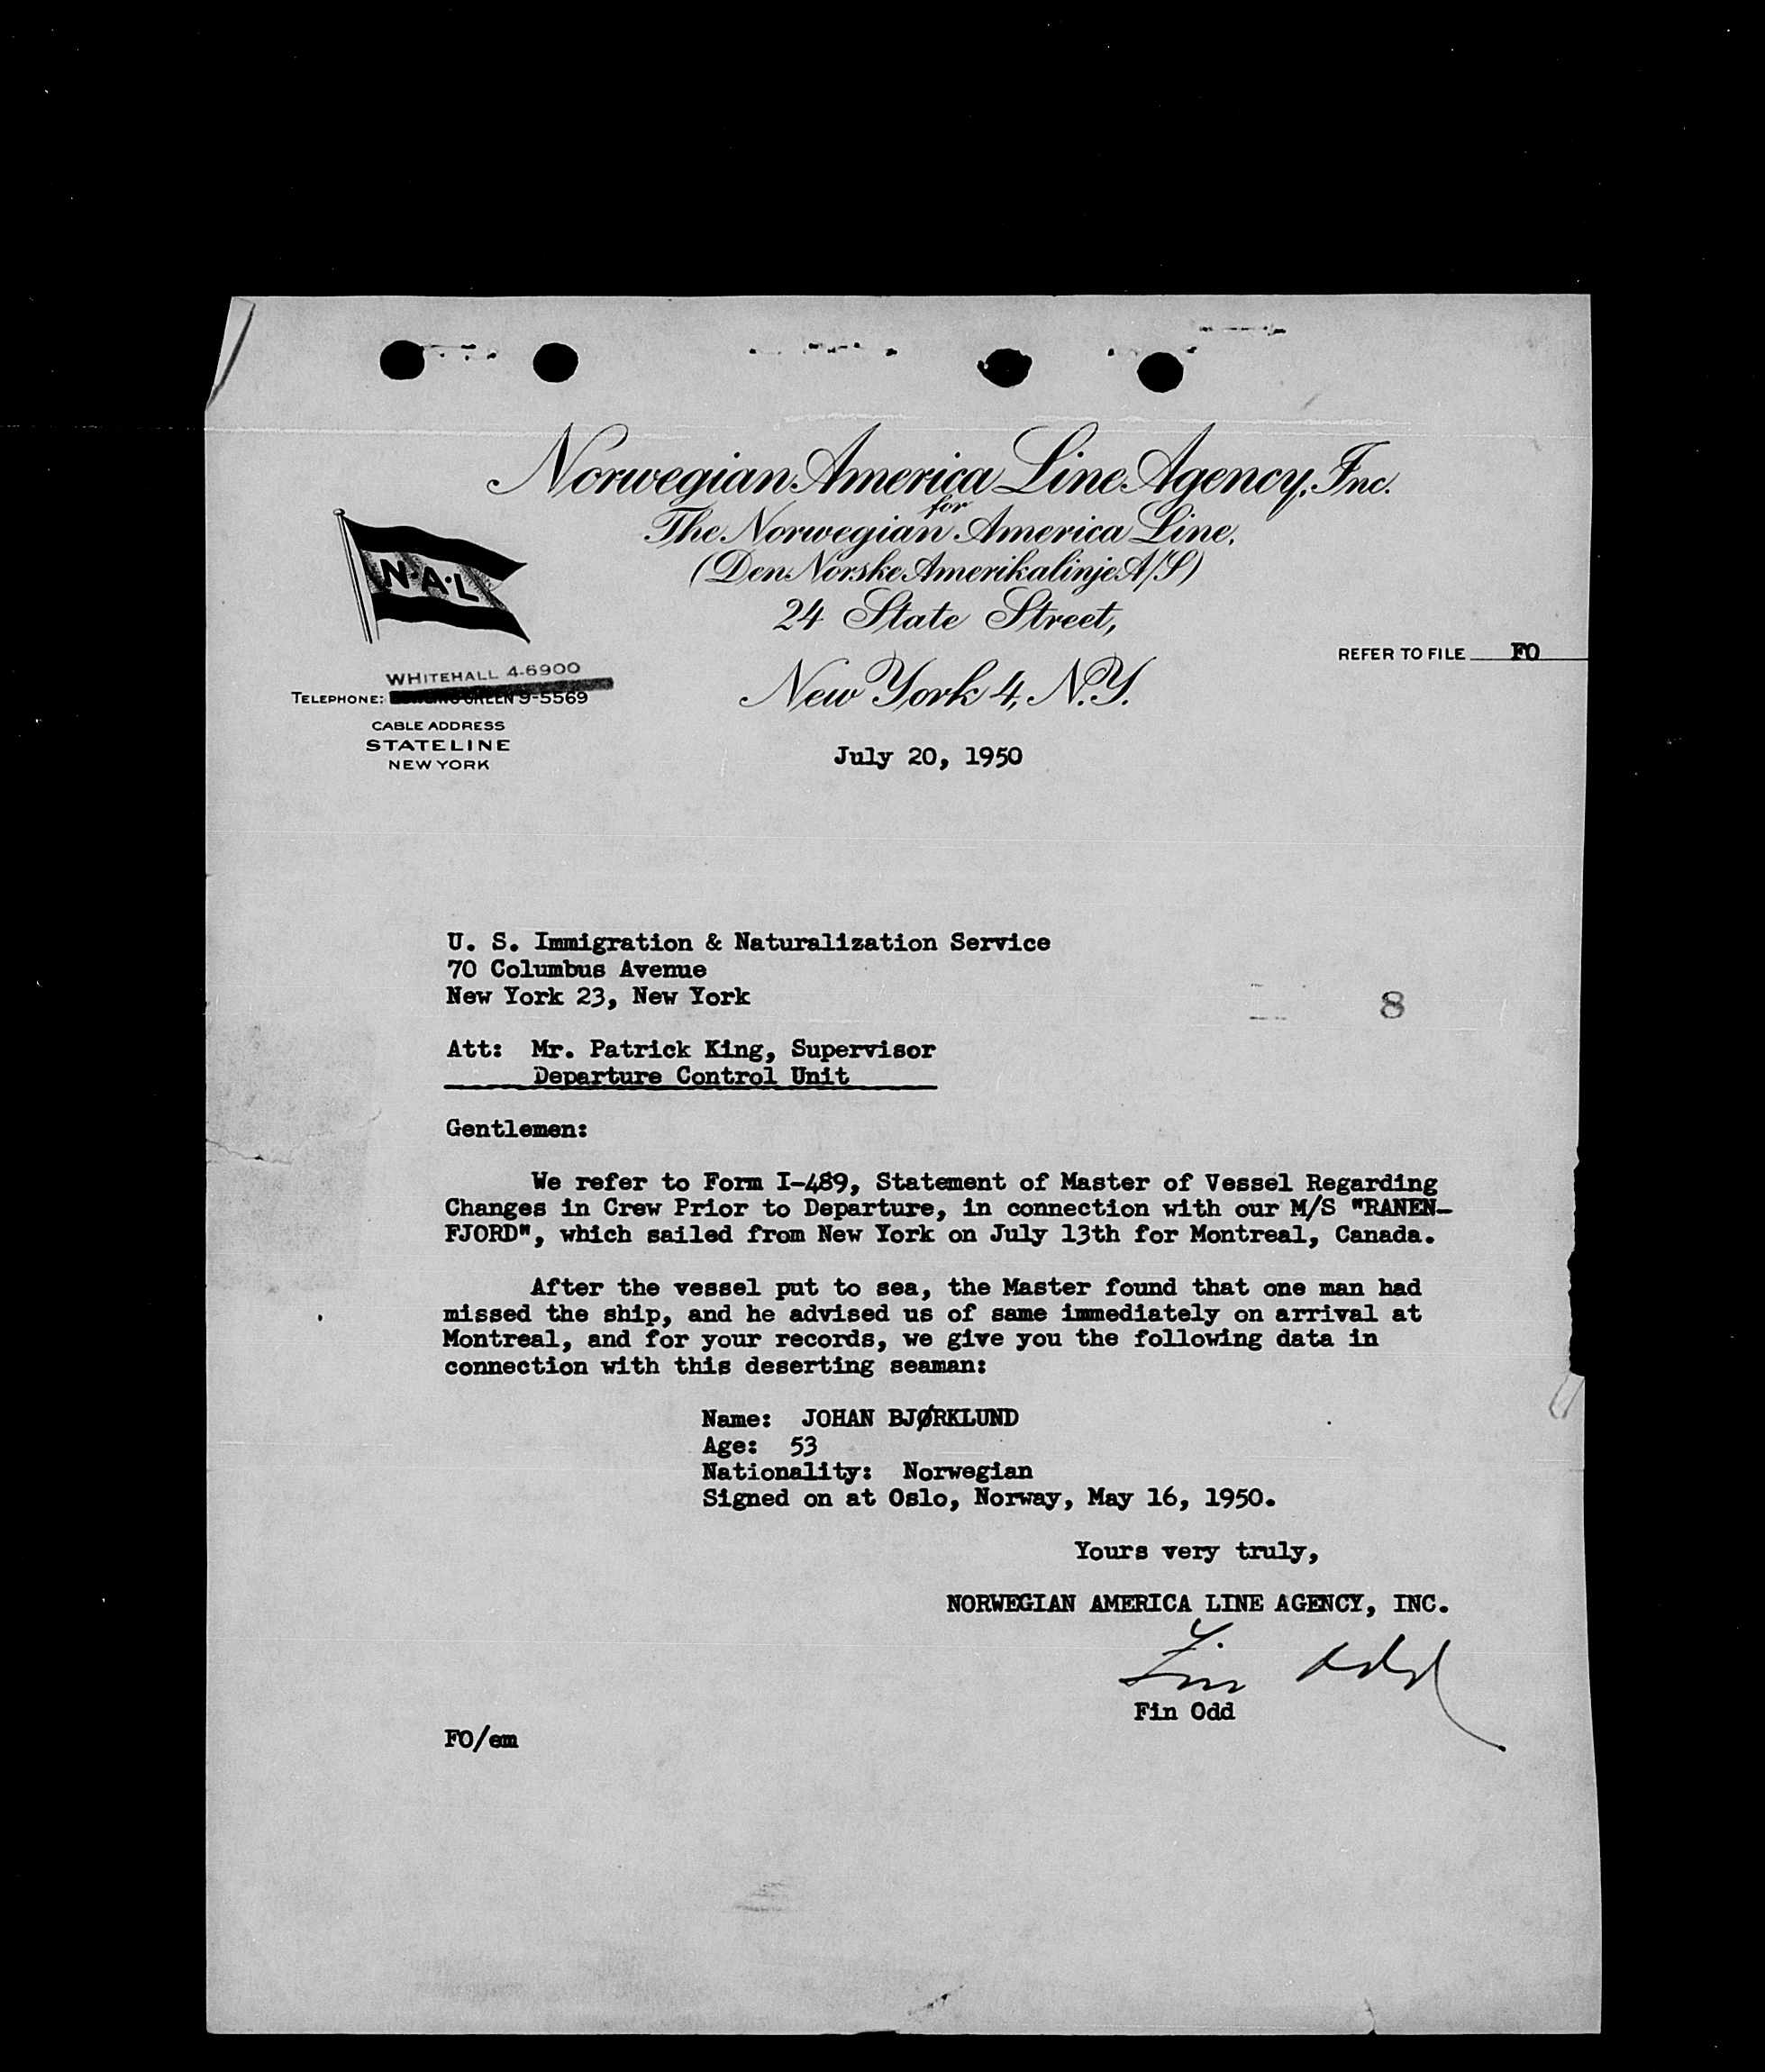 Norwegian America Line Agency, Inc.
for
The Norwegian America Line,
(Den Norske Amerikalinje A/S)
24 State Street,
New York 4, N.Y.
N·A·L
WHITEHALL 4-6900
TELEPHONE: GREEN 9-5569
CABLE ADDRESS
STATELINE
NEW YORK
REFER TO FILE FO
July 20, 1950
U. S. Immigration & Naturalization Service
70 Columbus Avenue
New York 23, New York
8
Att: Mr. Patrick King, Supervisor
Departure Control Unit
Gentlemen:
We refer to Form I-489, Statement of Master of Vessel Regarding
Changes in Crew Prior to Departure, in connection with our M/S "RANEN-
FJORD", which sailed from New York on July 13th for Montreal, Canada.
After the vessel put to sea, the Master found that one man had
missed the ship, and he advised us of same immediately on arrival at
Montreal, and for your records, we give you the following data in
connection with this deserting seaman:
Name: JOHAN BJØRKLUND
Age: 53
Nationality: Norwegian
Signed on at Oslo, Norway, May 16, 1950.
Yours very truly,
NORWEGIAN AMERICA LINE AGENCY, INC.
Fin Odd
Fin Odd
FO/em